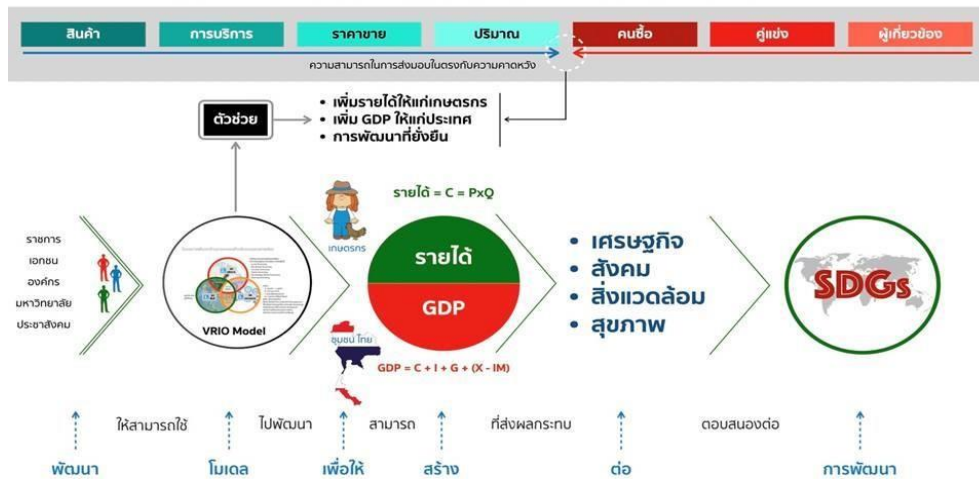 สินค้า
การบริการ
ราคาขาย
ปริมาณ
คนซื้อ
คู่แข่ง
ผู้เกี่ยวข้อง
ความสามารถในการส่งมอบในตรงกับความคาดหวัง
ตัวช่วย
• เพิ่มรายได้ให้แก่เกษตรกร
• เพิ่ม GDP ให้แก่ประเทศ
• การพัฒนาที่ยั่งยืน
ราชการ
เอกชน
องค์กร
มหาวิทยาลัย
ประชาสังคม
VRIO Model
เกษตรกร
ชุมชน ไทย
รายได้ = C = PxQ
รายได้
GDP
GDP = C + I + G + (X - IM)
• เศรษฐกิจ
• สังคม
• สิ่งแวดล้อม
• สุขภาพ
SDGs
ให้สามารถใช้
ไปพัฒนา
สามารถ
ที่ส่งผลกระทบ
ตอบสนองต่อ
พัฒนา
โมเดล
เพื่อให้
สร้าง
ต่อ
การพัฒนา